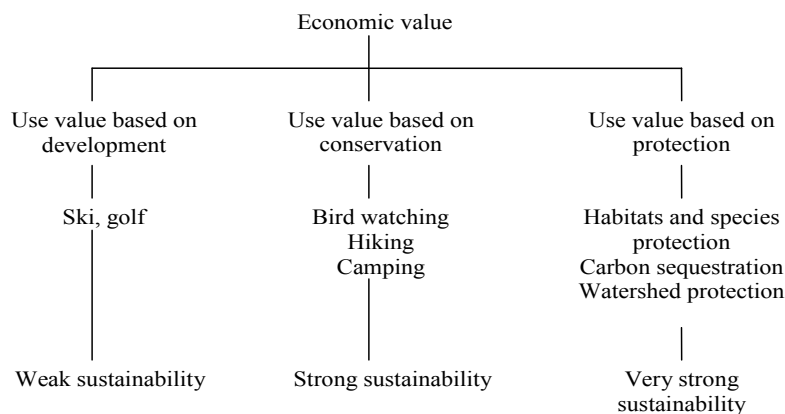 Economic value
Use value based on
development
Use value based on
conservation
Use value based on
protection
Ski, golf
Bird watching
Hiking
Camping
Habitats and species
protection
Carbon sequestration
Watershed protection
Weak sustainability
Strong sustainability
Very strong
sustainability